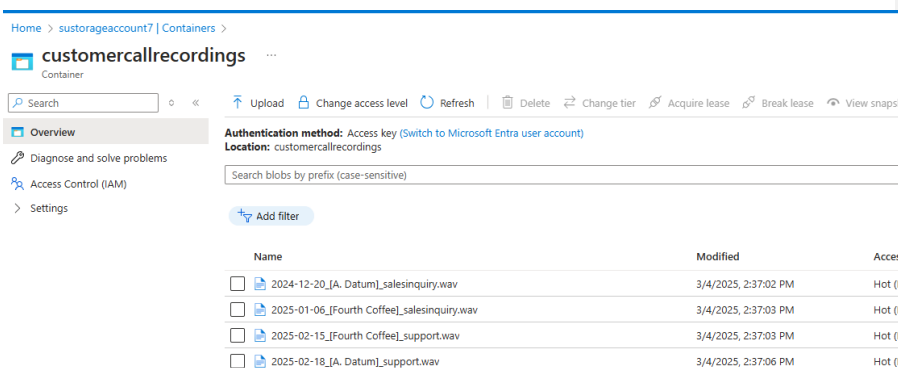 Home > sustorageaccount7 | Containers >
customercallrecordings ...
Container
Search
Upload Change access level Refresh Delete Change tier Acquire lease Break lease View snaps
Overview
Authentication method: Access key (Switch to Microsoft Entra user account)
Diagnose and solve problems
Location: customercallrecordings
Access Control (IAM)
Search blobs by prefix (case-sensitive)
Settings
Add filter
Name Modified Acces
2024-12-20_[A. Datum]_salesinquiry.wav 3/4/2025, 2:37:02 PM Hot (
2025-01-06_[Fourth Coffee]_salesinquiry.wav 3/4/2025, 2:37:03 PM Hot (
2025-02-15_[Fourth Coffee]_support.wav 3/4/2025, 2:37:03 PM Hot (
2025-02-18_[A. Datum]_support.wav 3/4/2025, 2:37:06 PM Hot (